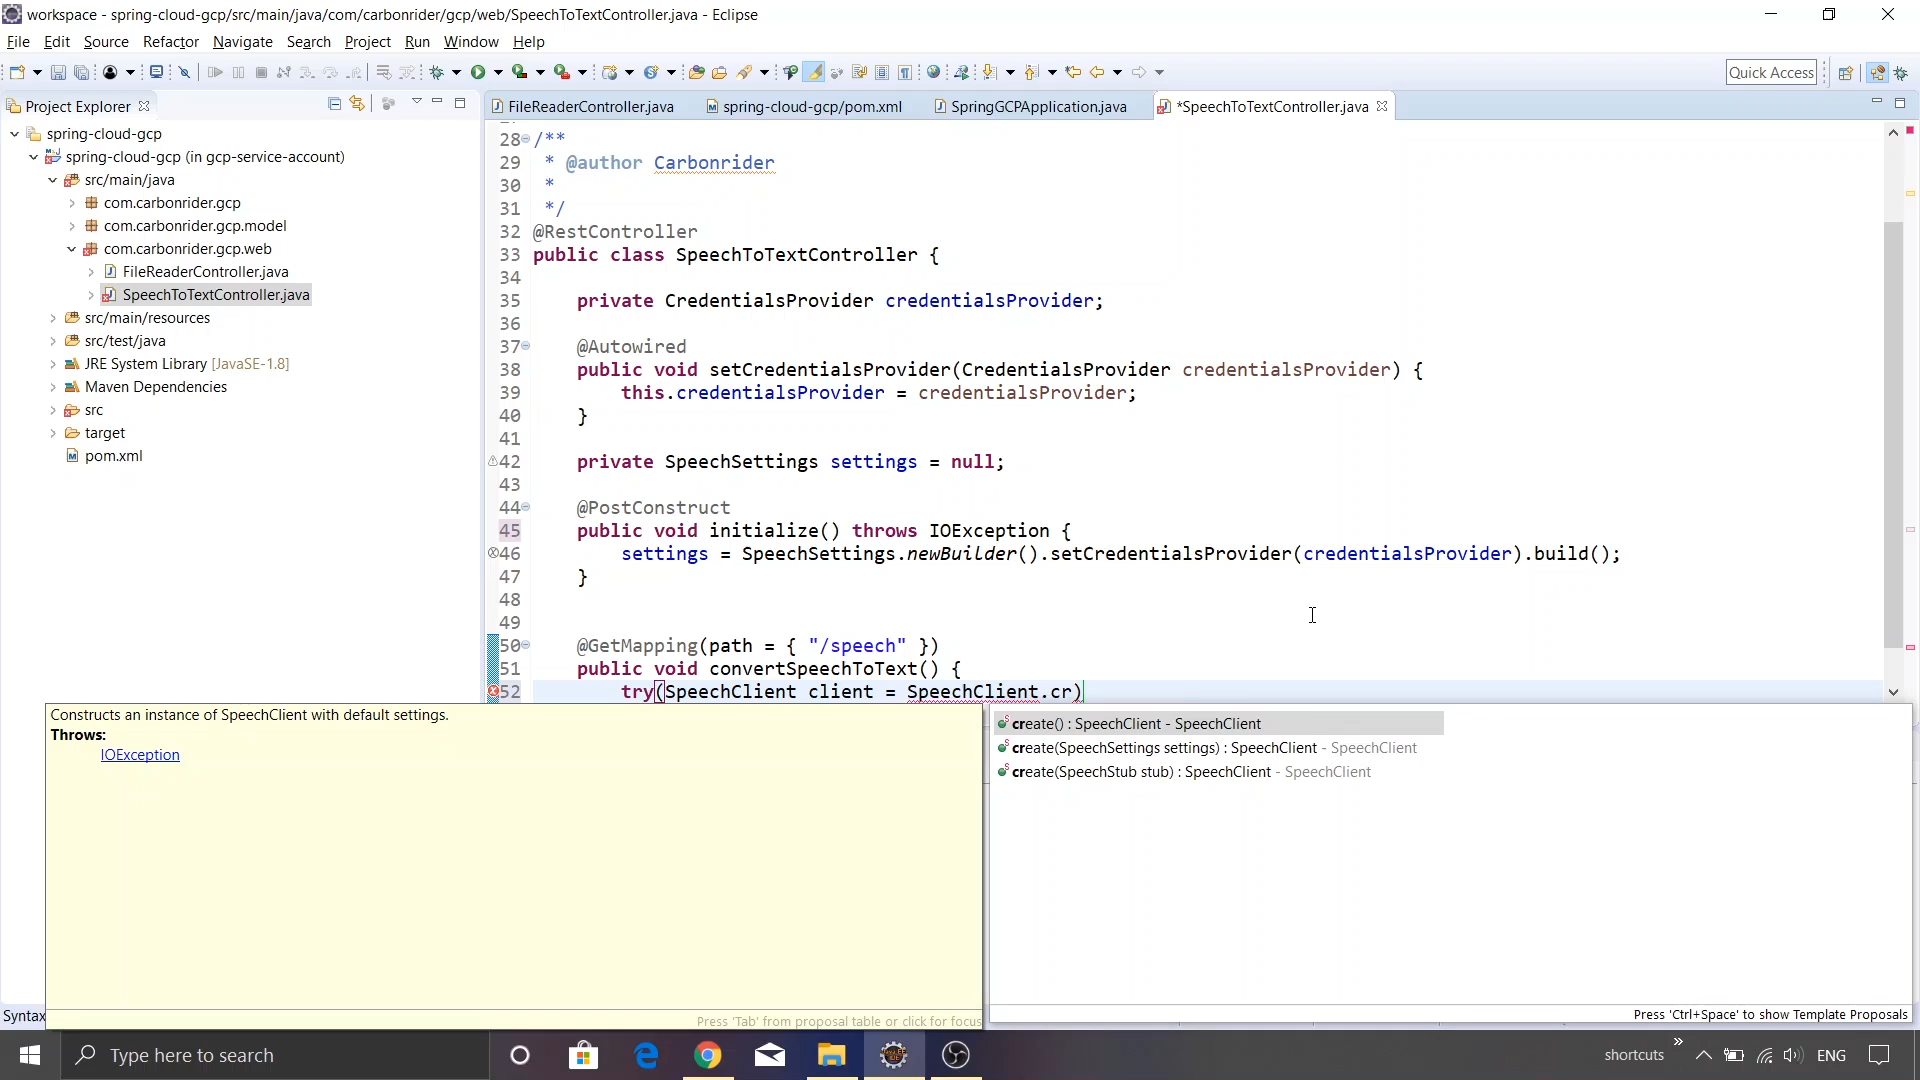 workspace - spring-cloud-gcp/src/main/java/com/carbonrider/gcp/web/SpeechToTextController.java - Eclipse
File Edit Source Refactor Navigate Search Project Run Window Help
Quick Access
Project Explorer
FileReaderController.java spring-cloud-gcp/pom.xml SpringGCPApplication.java *SpeechToTextController.java
spring-cloud-gcp
spring-cloud-gcp (in gcp-service-account)
src/main/java
com.carbonrider.gcp
com.carbonrider.gcp.model
com.carbonrider.gcp.web
FileReaderController.java
SpeechToTextController.java
src/main/resources
src/test/java
JRE System Library [JavaSE-1.8]
Maven Dependencies
src
target
pom.xml
28 /**
29 * @author Carbonrider
30 *
31 */
32 @RestController
33 public class SpeechToTextController {
34
35 private CredentialsProvider credentialsProvider;
36
37 @Autowired
38 public void setCredentialsProvider(CredentialsProvider credentialsProvider) {
39 this.credentialsProvider = credentialsProvider;
40 }
41
42 private SpeechSettings settings = null;
43
44 @PostConstruct
45 public void initialize() throws IOException {
46 settings = SpeechSettings.newBuilder().setCredentialsProvider(credentialsProvider).build();
47 }
48
49
50 @GetMapping(path = { "/speech" })
51 public void convertSpeechToText() {
52 try(SpeechClient client = SpeechClient.cr)
Constructs an instance of SpeechClient with default settings.
Throws:
IOException
Press 'Tab' from proposal table or click for focus
create() : SpeechClient - SpeechClient
create(SpeechSettings settings) : SpeechClient - SpeechClient
create(SpeechStub stub) : SpeechClient - SpeechClient
Press 'Ctrl+Space' to show Template Proposals
Syntax
Type here to search
shortcuts
ENG